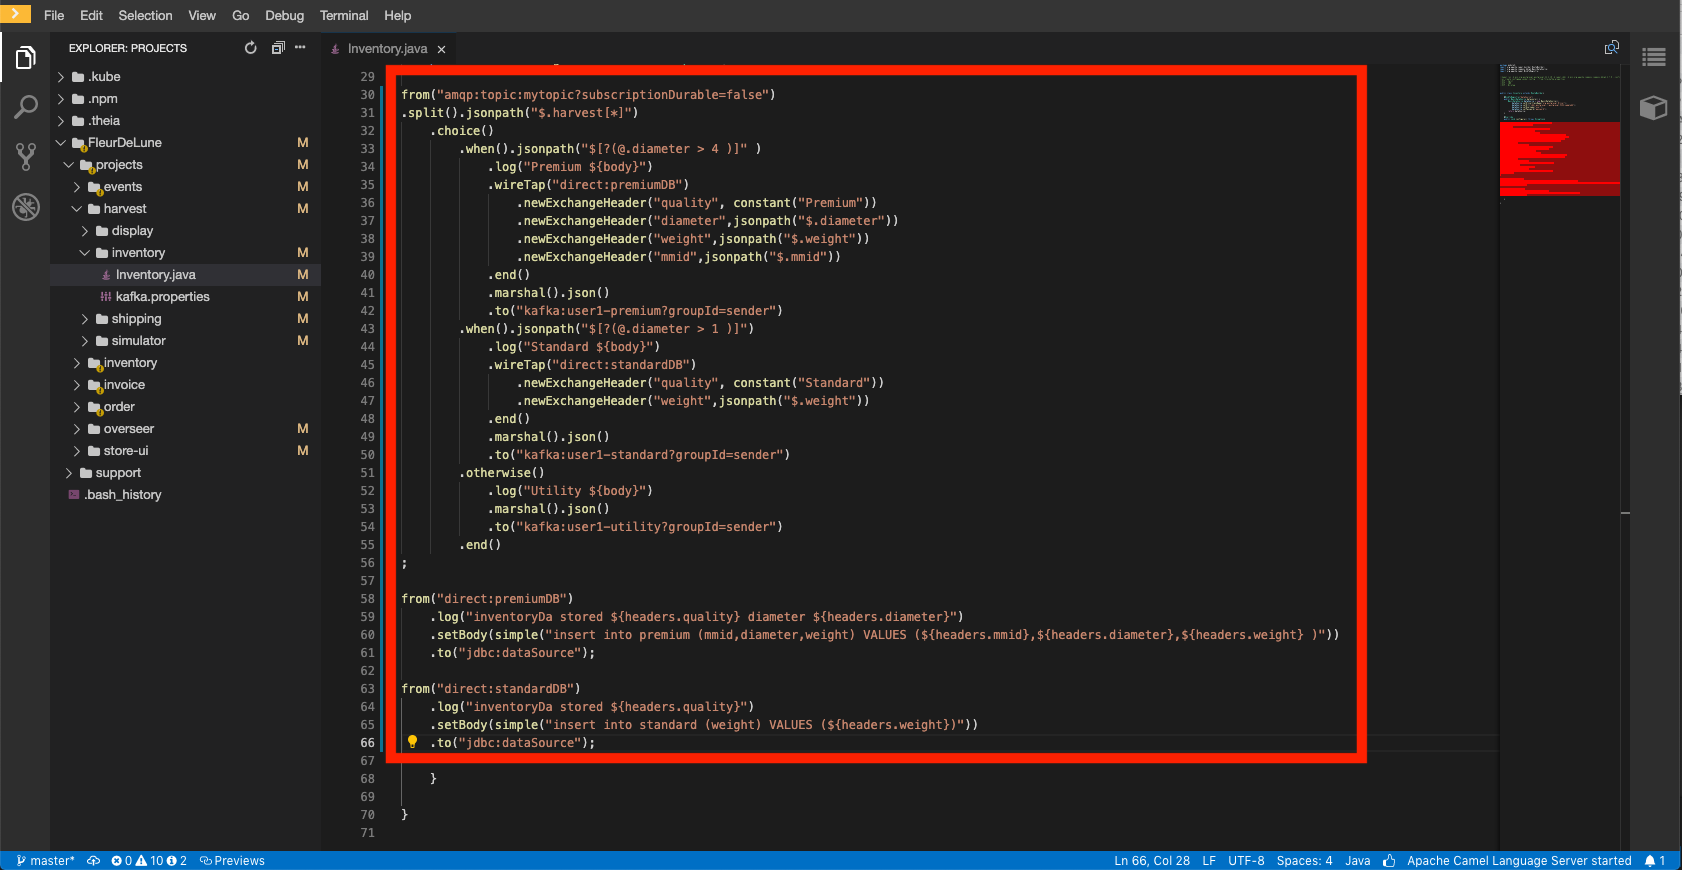 File Edit Selection View Go Debug Terminal Help
EXPLORER: PROJECTS
.kube
.npm
.theia
FleurDeLune M
projects M
events M
harvest M
display
inventory M
Inventory.java M
kafka.properties M
shipping M
simulator M
inventory
invoice
order
overseer M
store-ui M
support
.bash_history
Inventory.java ×
29
30 from("amqp:topic:mytopic?subscriptionDurable=false")
31 .split().jsonpath("$.harvest[*]")
32 .choice()
33 .when().jsonpath("$[?(@.diameter > 4 )]" )
34 .log("Premium ${body}")
35 .wireTap("direct:premiumDB")
36 .newExchangeHeader("quality", constant("Premium"))
37 .newExchangeHeader("diameter",jsonpath("$.diameter"))
38 .newExchangeHeader("weight",jsonpath("$.weight"))
39 .newExchangeHeader("mmid",jsonpath("$.mmid"))
40 .end()
41 .marshal().json()
42 .to("kafka:user1-premium?groupId=sender")
43 .when().jsonpath("$[?(@.diameter > 1 )]")
44 .log("Standard ${body}")
45 .wireTap("direct:standardDB")
46 .newExchangeHeader("quality", constant("Standard"))
47 .newExchangeHeader("weight",jsonpath("$.weight"))
48 .end()
49 .marshal().json()
50 .to("kafka:user1-standard?groupId=sender")
51 .otherwise()
52 .log("Utility ${body}")
53 .marshal().json()
54 .to("kafka:user1-utility?groupId=sender")
55 .end()
56 ;
57
58 from("direct:premiumDB")
59 .log("inventoryDa stored ${headers.quality} diameter ${headers.diameter}")
60 .setBody(simple("insert into premium (mmid,diameter,weight) VALUES (${headers.mmid},${headers.diameter},${headers.weight} )"))
61 .to("jdbc:dataSource");
62
63 from("direct:standardDB")
64 .log("inventoryDa stored ${headers.quality}")
65 .setBody(simple("insert into standard (weight) VALUES (${headers.weight})"))
66 .to("jdbc:dataSource");
67
68 }
69
70 }
71
master* 0 10 2 Previews Ln 66, Col 28 LF UTF-8 Spaces: 4 Java Apache Camel Language Server started 1